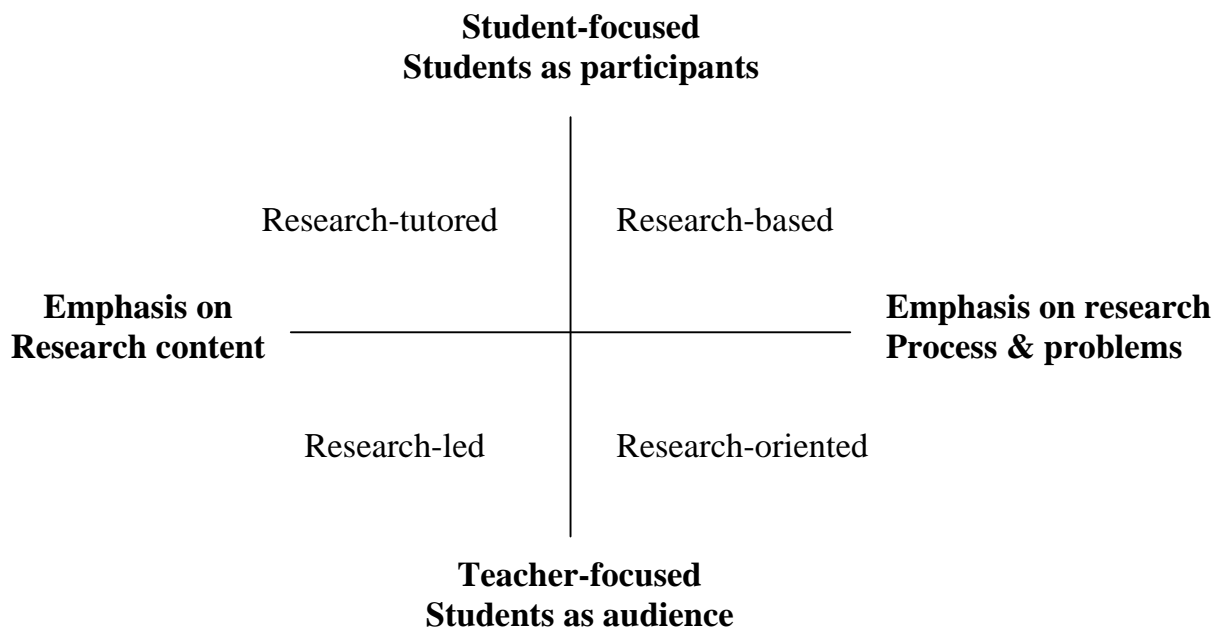 Student-focused
Students as participants
Research-tutored
Research-based
Emphasis on
Research content
Emphasis on research
Process & problems
Research-led
Research-oriented
Teacher-focused
Students as audience